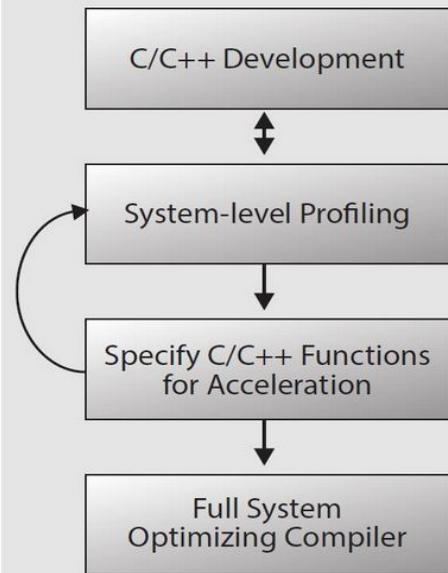 C/C++ Development
System-level Profiling
Specify C/C++ Functions
for Acceleration
Full System
Optimizing Compiler